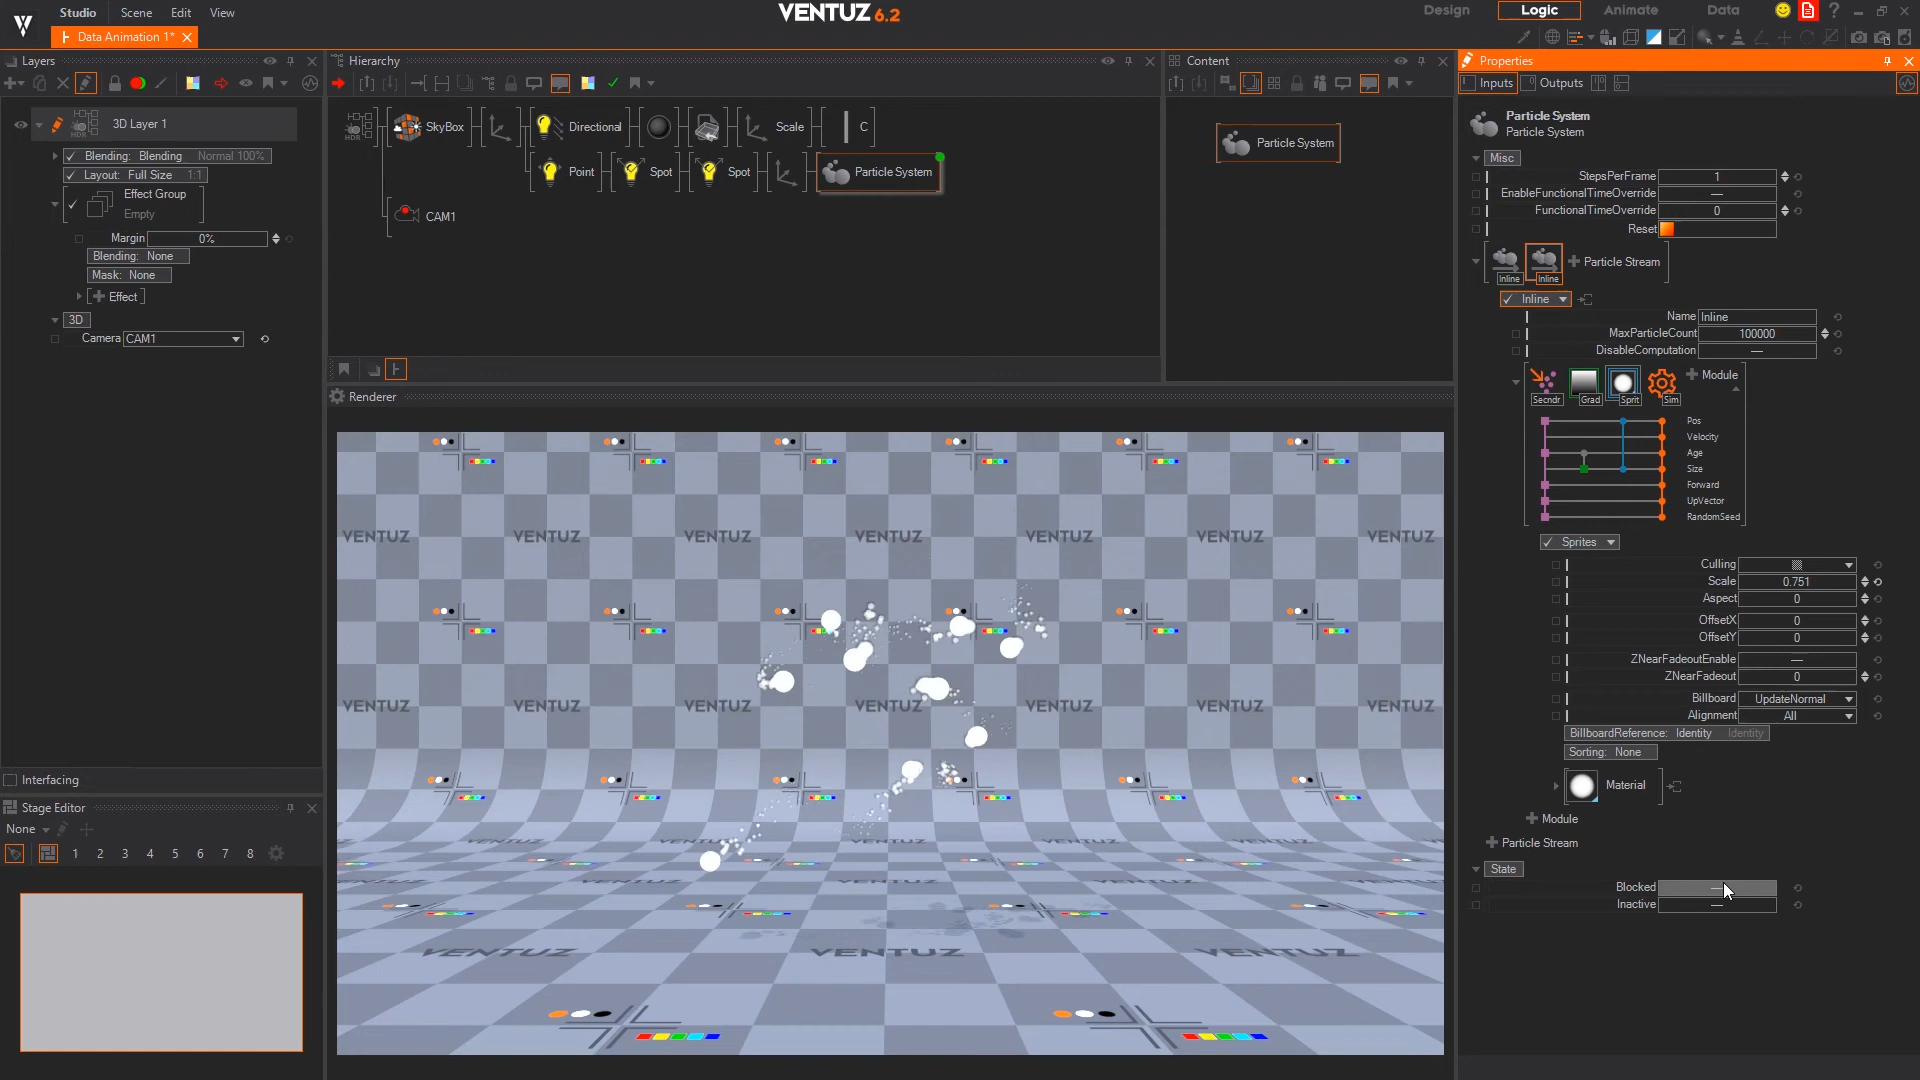 Studio
Scene
Edit
View
VENTUZ 6.2
Design
Logic
Animate
Data
Data Animation 1*
Layers
3D Layer 1
Blending: Blending Normal 100%
Layout: Full Size 1:1
Effect Group
Empty
Margin 0%
Blending: None
Mask: None
Effect
3D
Camera CAM1
Interfacing
Stage Editor
None
1 2 3 4 5 6 7 8
Hierarchy
HDR
SkyBox
Directional
Scale
C
Point
Spot
Spot
Particle System
CAM1
Content
Particle System
Renderer
VENTUZ VENTUZ VENTUZ VENTUZ VENTUZ VENTUZ VENTUZ
VENTUZ VENTUZ VENTUZ VENTUZ VENTUZ VENTUZ VENTUZ
VENTUZ VENTUZ VENTUZ
Properties
Inputs
Outputs
Particle System
Particle System
Misc
StepsPerFrame 1
EnableFunctionalTimeOverride
FunctionalTimeOverride 0
Reset
Inline
Inline
Particle Stream
Inline
Name Inline
MaxParticleCount 100000
DisableComputation
Secndr
Grad
Sprit
Sim
Module
Pos
Velocity
Age
Size
Forward
UpVector
RandomSeed
Sprites
Culling
Scale 0.751
Aspect 0
OffsetX 0
OffsetY 0
ZNearFadeoutEnable
ZNearFadeout 0
Billboard UpdateNormal
Alignment All
BillboardReference: Identity Identity
Sorting: None
Material
Module
Particle Stream
State
Blocked
Inactive